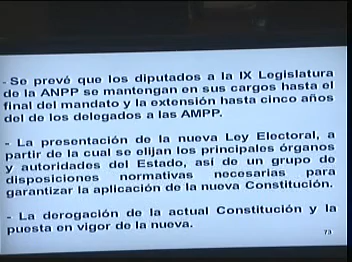 - Se prevé que los diputados a la IX Legislatura
de la ANPP se mantengan en sus cargos hasta el
final del mandato y la extensión hasta cinco años
del de los delegados a las AMPP.
- La presentación de la nueva Ley Electoral, a
partir de la cual se elijan los principales órganos
y autoridades del Estado, así de un grupo de
disposiciones normativas necesarias para
garantizar la aplicación de la nueva Constitución.
- La derogación de la actual Constitución y la
puesta en vigor de la nueva.
73